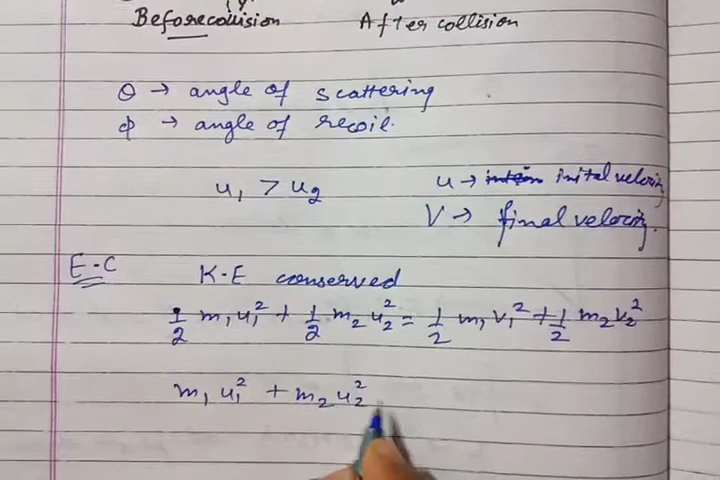 Beforecollision After collision
θ → angle of scattering
ϕ → angle of recoil.
u₁ > u₂ u → inital velocity
V → final velocity.
E-C K-E conserved
1/2 m₁u₁² + 1/2 m₂u₂² = 1/2 m₁v₁² + 1/2 m₂v₂²
m₁u₁² + m₂u₂²